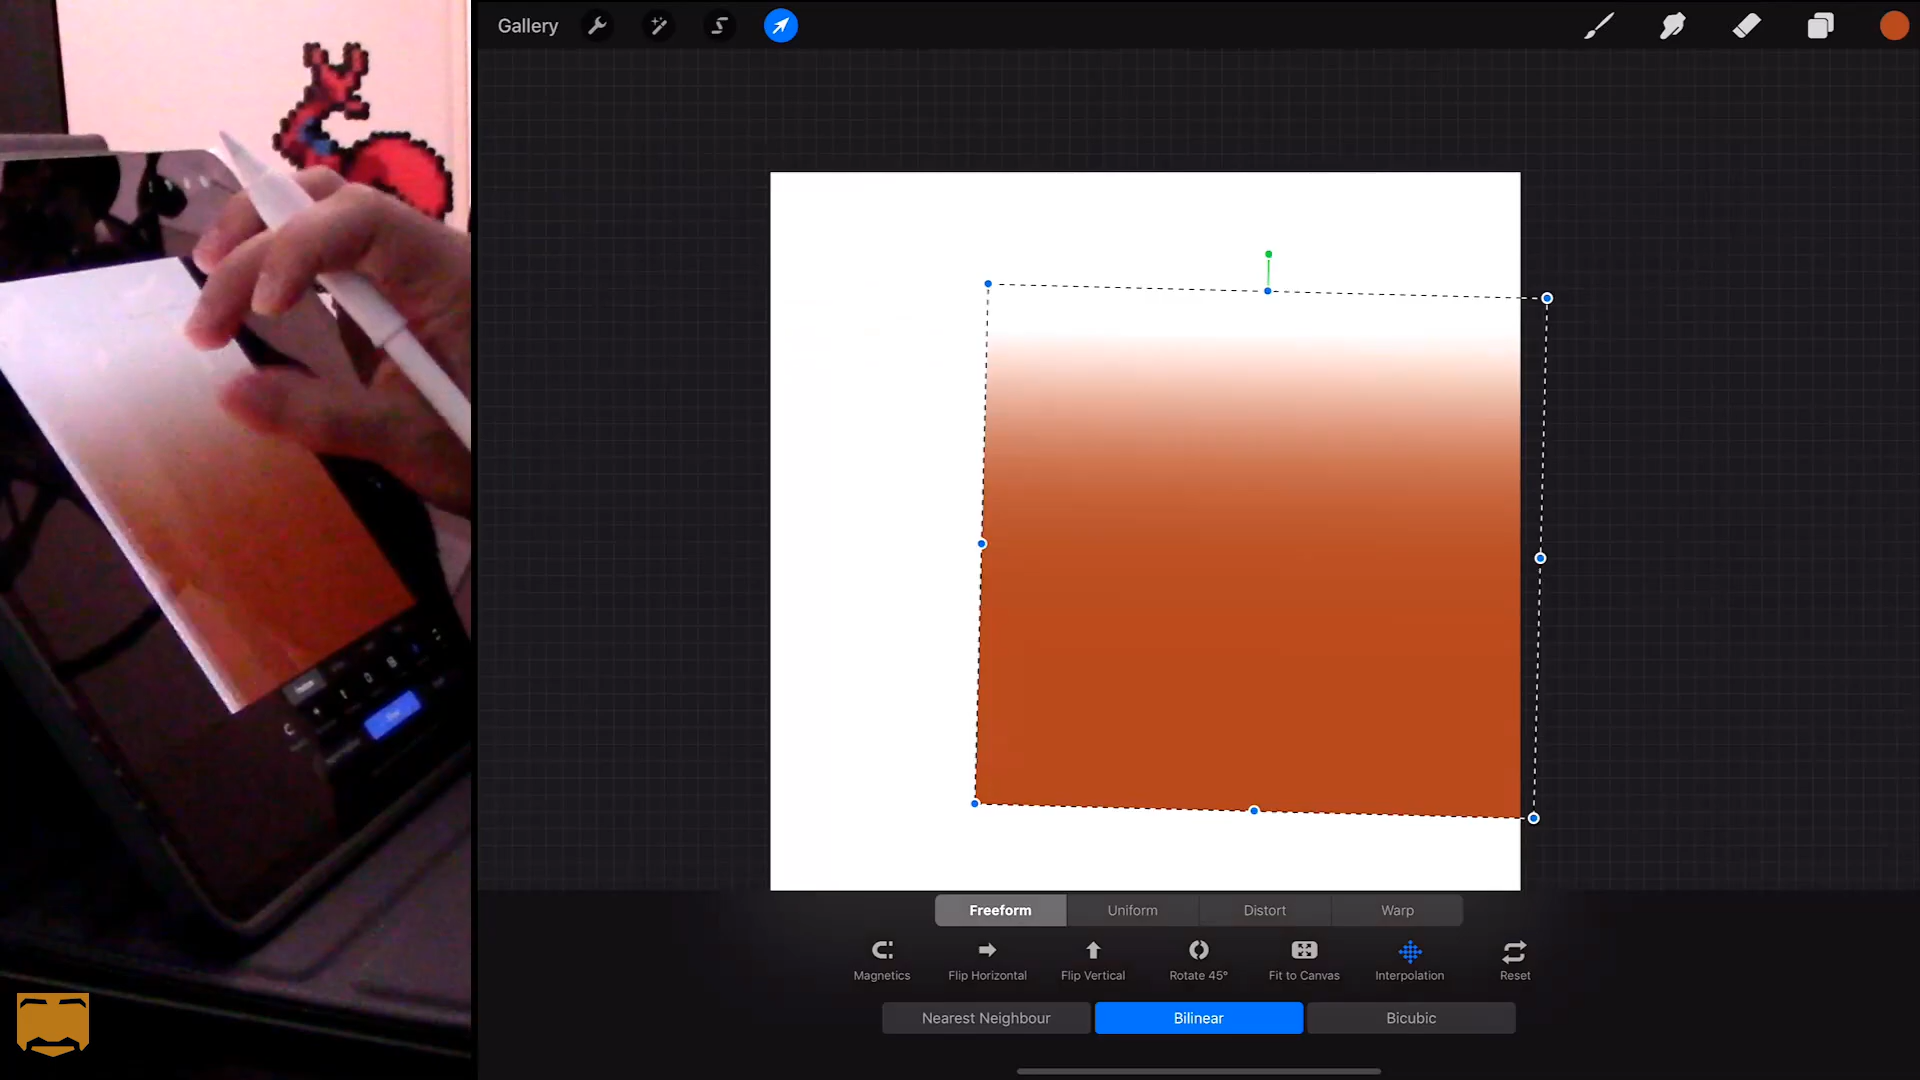 Gallery
Freeform Uniform Distort Warp
Magnetics Flip Horizontal Flip Vertical Rotate 45° Fit to Canvas Interpolation Reset
Nearest Neighbour Bilinear Bicubic